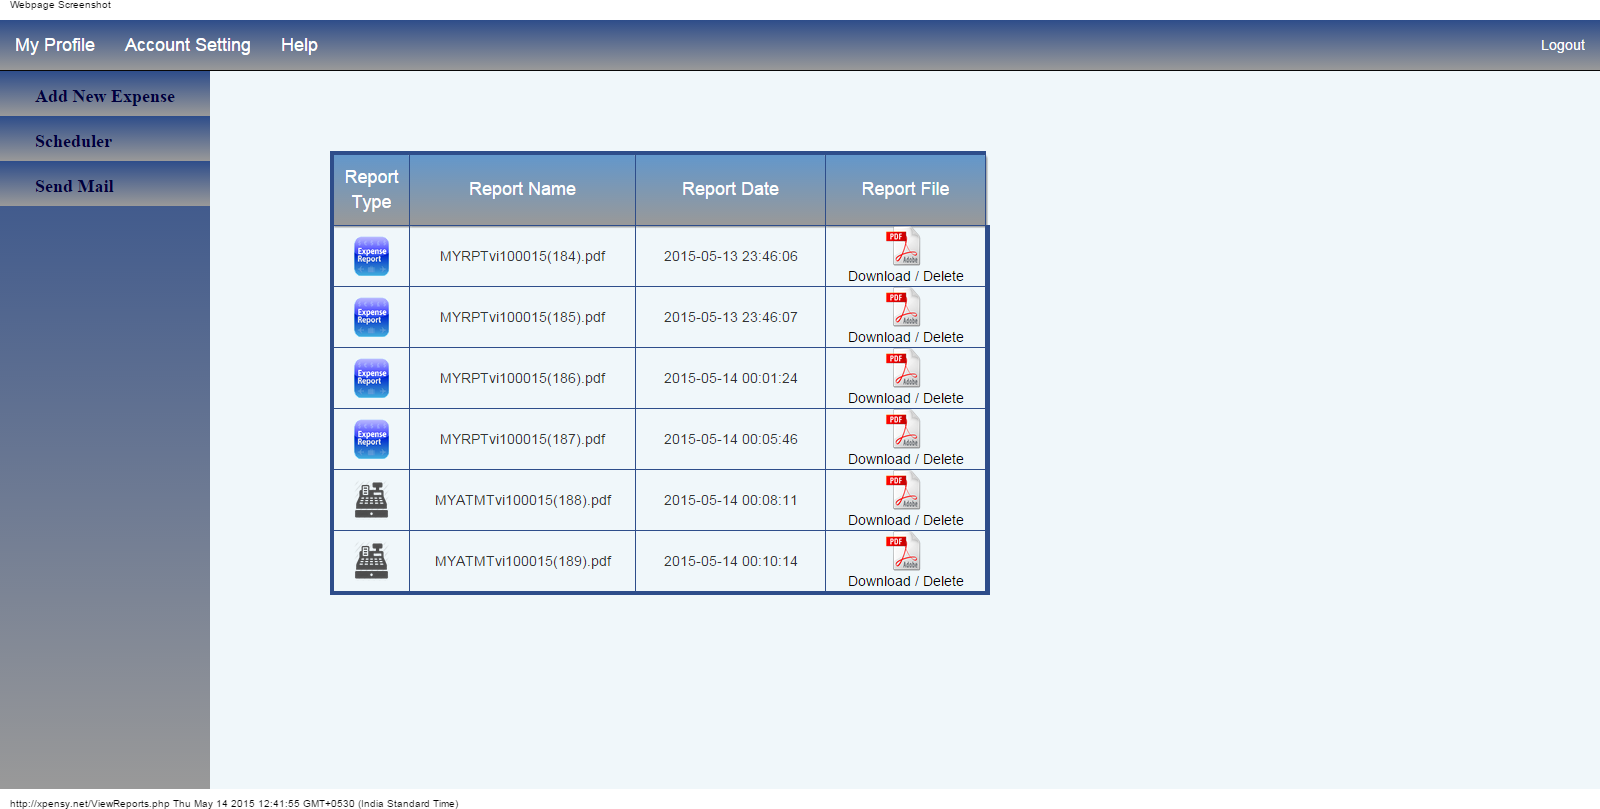 Webpage Screenshot
My Profile Account Setting Help Logout
Add New Expense
Scheduler
Send Mail
Report Type Report Name Report Date Report File
Expense Report MYRPTvi100015(184).pdf 2015-05-13 23:46:06 PDF Adobe Download / Delete
Expense Report MYRPTvi100015(185).pdf 2015-05-13 23:46:07 PDF Adobe Download / Delete
Expense Report MYRPTvi100015(186).pdf 2015-05-14 00:01:24 PDF Adobe Download / Delete
Expense Report MYRPTvi100015(187).pdf 2015-05-14 00:05:46 PDF Adobe Download / Delete
MYATMTvi100015(188).pdf 2015-05-14 00:08:11 PDF Adobe Download / Delete
MYATMTvi100015(189).pdf 2015-05-14 00:10:14 PDF Adobe Download / Delete
http://xpensy.net/ViewReports.php Thu May 14 2015 12:41:55 GMT+0530 (India Standard Time)